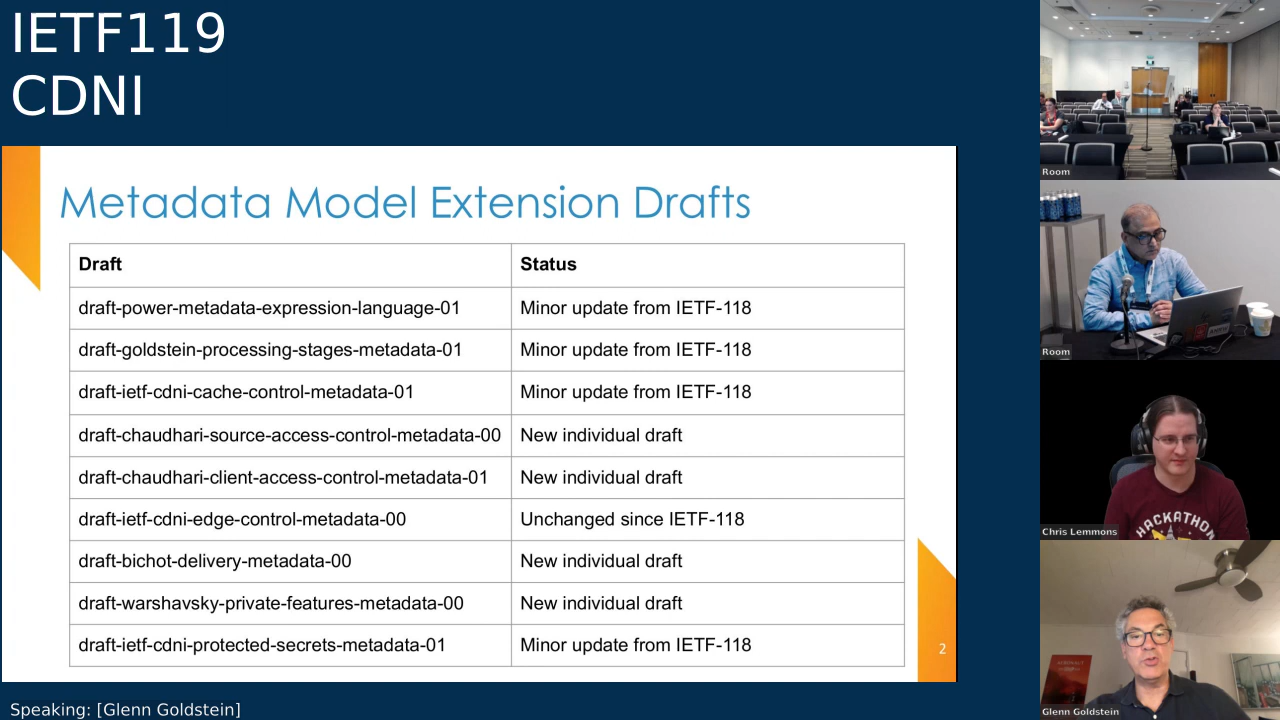 IETF119
CDNI
Metadata Model Extension Drafts
Draft Status
draft-power-metadata-expression-language-01 Minor update from IETF-118
draft-goldstein-processing-stages-metadata-01 Minor update from IETF-118
draft-ietf-cdni-cache-control-metadata-01 Minor update from IETF-118
draft-chaudhari-source-access-control-metadata-00 New individual draft
draft-chaudhari-client-access-control-metadata-01 New individual draft
draft-ietf-cdni-edge-control-metadata-00 Unchanged since IETF-118
draft-bichot-delivery-metadata-00 New individual draft
draft-warshavsky-private-features-metadata-00 New individual draft
draft-ietf-cdni-protected-secrets-metadata-01 Minor update from IETF-118
2
Speaking: [Glenn Goldstein]
Room
Room
HACKATHON
Chris Lemmons
Glenn Goldstein